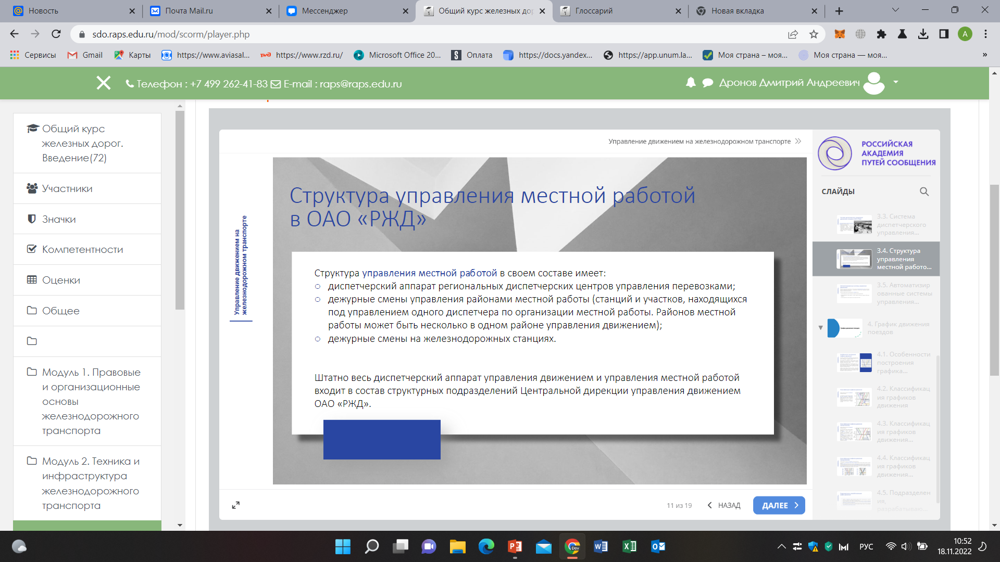 Новость
Почта Mail.ru
Мессенджер
Общий курс железных дор
Глоссарий
Новая вкладка
sdo.raps.edu.ru/mod/scorm/player.php
A
Сервисы
Gmail
Карты
https://www.aviasal...
https://www.rzd.ru/
Microsoft Office 20...
Оплата
https://docs.yandex...
https://app.unum.la...
Моя страна – моя...
Моя страна — моя...
»
Телефон : +7 499 262-41-83 E-mail : raps@raps.edu.ru
Дронов Дмитрий Андреевич
Общий курс
железных дорог.
Введение(72)
Участники
Значки
Компетентности
Оценки
Общее
Модуль 1. Правовые
и организационные
основы
железнодорожного
транспорта
Модуль 2. Техника и
инфраструктура
железнодорожного
транспорта
Управление движением на железнодорожном транспорте
Управление движением на
железнодорожном транспорте
Структура управления местной работой
в ОАО «РЖД»
Структура управления местной работой в своем составе имеет:
○ диспетчерский аппарат региональных диспетчерских центров управления перевозками;
○ дежурные смены управления районами местной работы (станций и участков, находящихся
под управлением одного диспетчера по организации местной работы. Районов местной
работы может быть несколько в одном районе управления движением);
○ дежурные смены на железнодорожных станциях.
Штатно весь диспетчерский аппарат управления движением и управления местной работой
входит в состав структурных подразделений Центральной дирекции управления движением
ОАО «РЖД».
11 из 19
НАЗАД
ДАЛЕЕ
РОССИЙСКАЯ
АКАДЕМИЯ
ПУТЕЙ СООБЩЕНИЯ
СЛАЙДЫ
3.3. Система
диспетчерского
управления...
3.4. Структура
управления
местной работо...
3.5. Автоматизир
ованные системы
управления...
4. График движения
поездов
4.1. Особенности
построения
графика...
4.2. Классификац
ия графиков
движения
4.3. Классификац
ия графиков
движения...
4.4. Классификац
ия графиков
движения...
4.5. Подразделен
ия,
разрабатываю...
Dev
РУС
10:52
18.11.2022